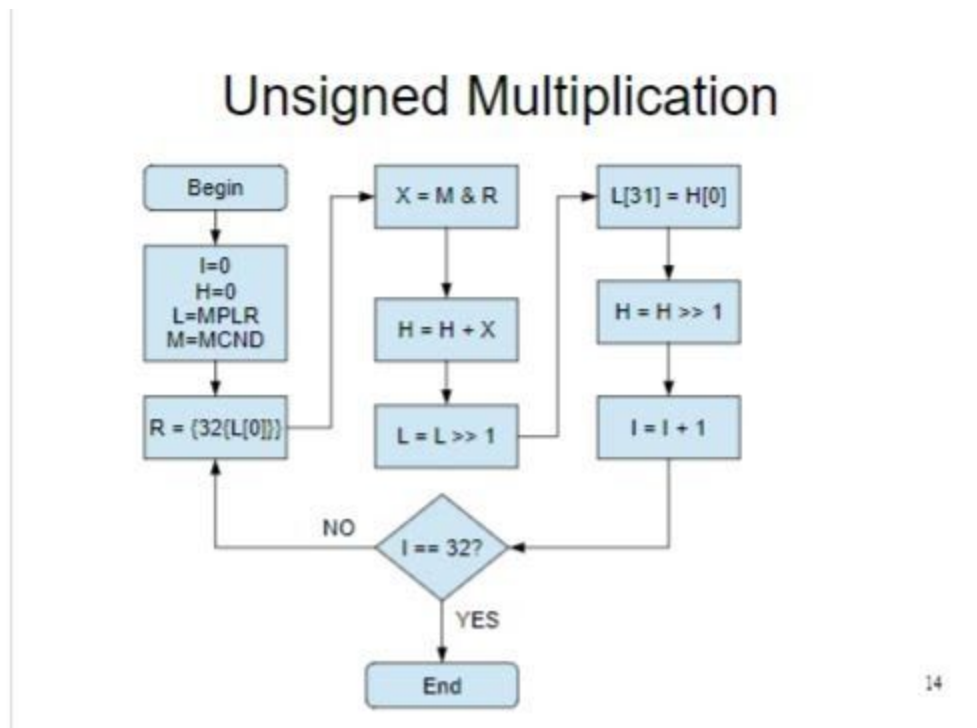 Unsigned Multiplication
Begin
I=0
H=0
L=MPLR
M=MCND
R = {32{L[0]}}
X = M & R
H = H + X
L = L >> 1
L[31] = H[0]
H = H >> 1
I = I + 1
I == 32?
NO
YES
End
14